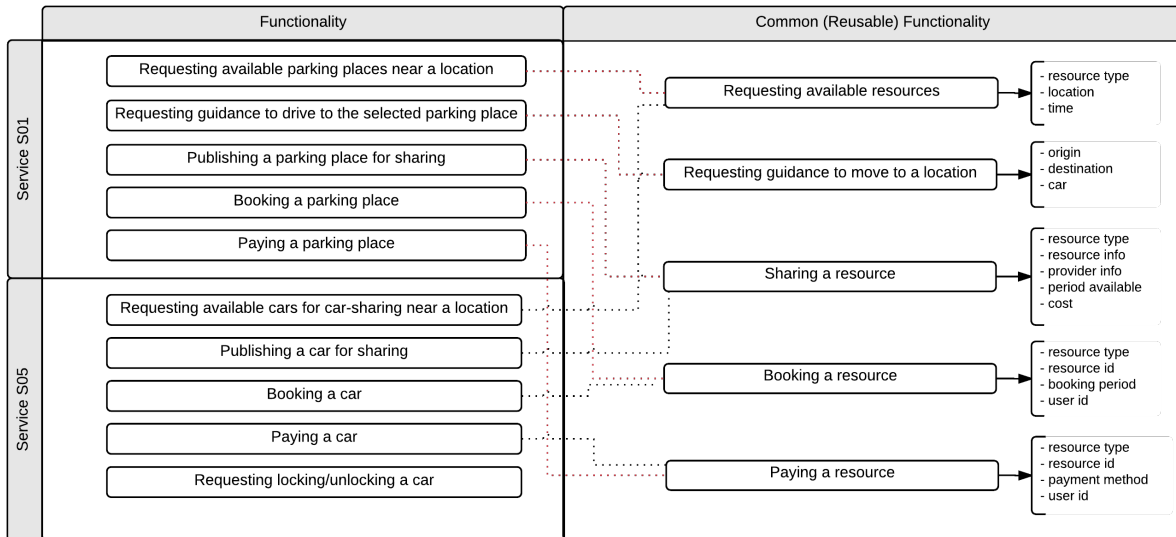 Functionality
Common (Reusable) Functionality
Service S01
Requesting available parking places near a location
Requesting guidance to drive to the selected parking place
Publishing a parking place for sharing
Booking a parking place
Paying a parking place
Service S05
Requesting available cars for car-sharing near a location
Publishing a car for sharing
Booking a car
Paying a car
Requesting locking/unlocking a car
Requesting available resources
- resource type
- location
- time
Requesting guidance to move to a location
- origin
- destination
- car
Sharing a resource
- resource type
- resource info
- provider info
- period available
- cost
Booking a resource
- resource type
- resource id
- booking period
- user id
Paying a resource
- resource type
- resource id
- payment method
- user id